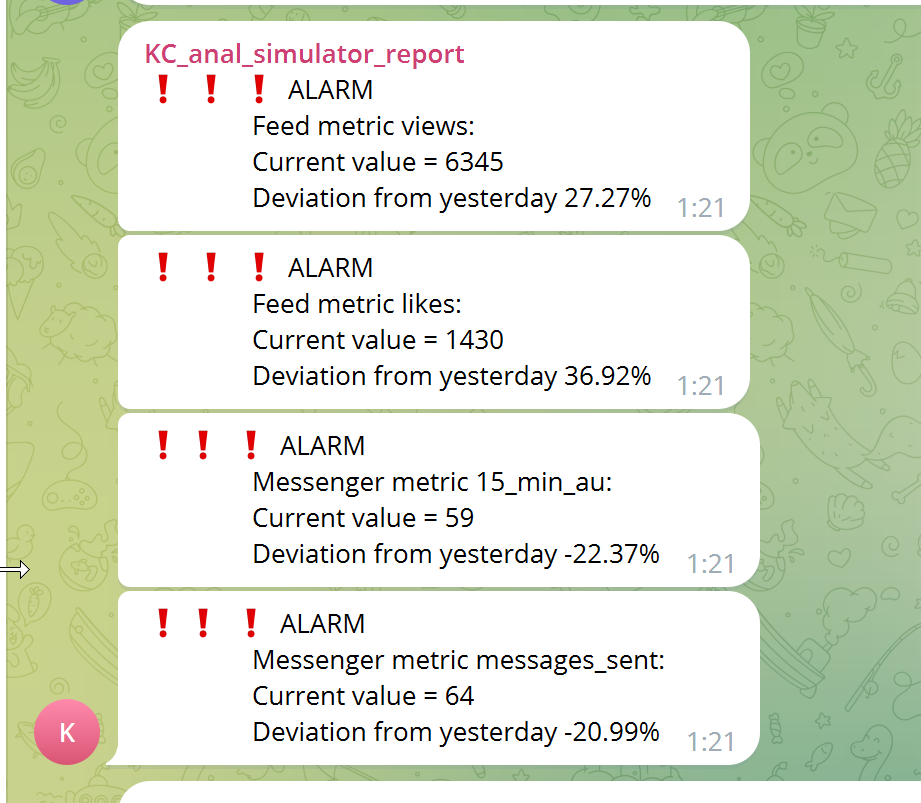 KC_anal_simulator_report
❗ ❗ ❗ ALARM
Feed metric views:
Current value = 6345
Deviation from yesterday 27.27% 1:21
❗ ❗ ❗ ALARM
Feed metric likes:
Current value = 1430
Deviation from yesterday 36.92% 1:21
❗ ❗ ❗ ALARM
Messenger metric 15_min_au:
Current value = 59
Deviation from yesterday -22.37% 1:21
❗ ❗ ❗ ALARM
Messenger metric messages_sent:
Current value = 64
K
Deviation from yesterday -20.99% 1:21